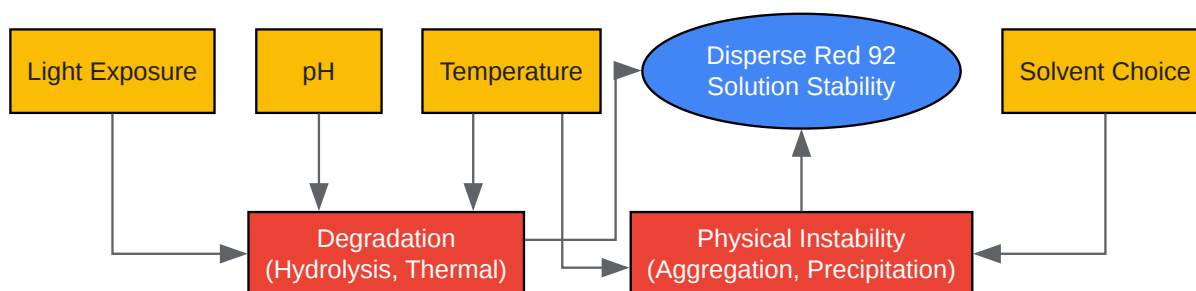 Light Exposure
pH
Temperature
Disperse Red 92
Solution Stability
Solvent Choice
Degradation
(Hydrolysis, Thermal)
Physical Instability
(Aggregation, Precipitation)